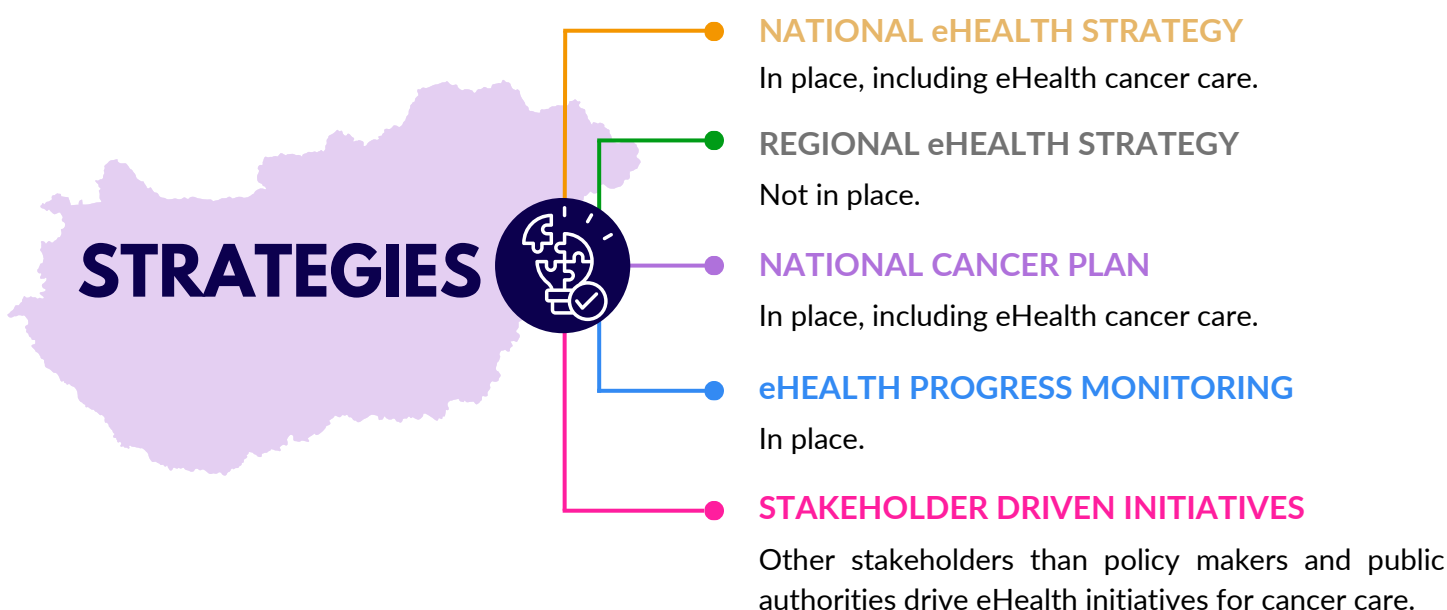 STRATEGIES
NATIONAL eHEALTH STRATEGY
In place, including eHealth cancer care.
REGIONAL eHEALTH STRATEGY
Not in place.
NATIONAL CANCER PLAN
In place, including eHealth cancer care.
eHEALTH PROGRESS MONITORING
In place.
STAKEHOLDER DRIVEN INITIATIVES
Other stakeholders than policy makers and public
authorities drive eHealth initiatives for cancer care.